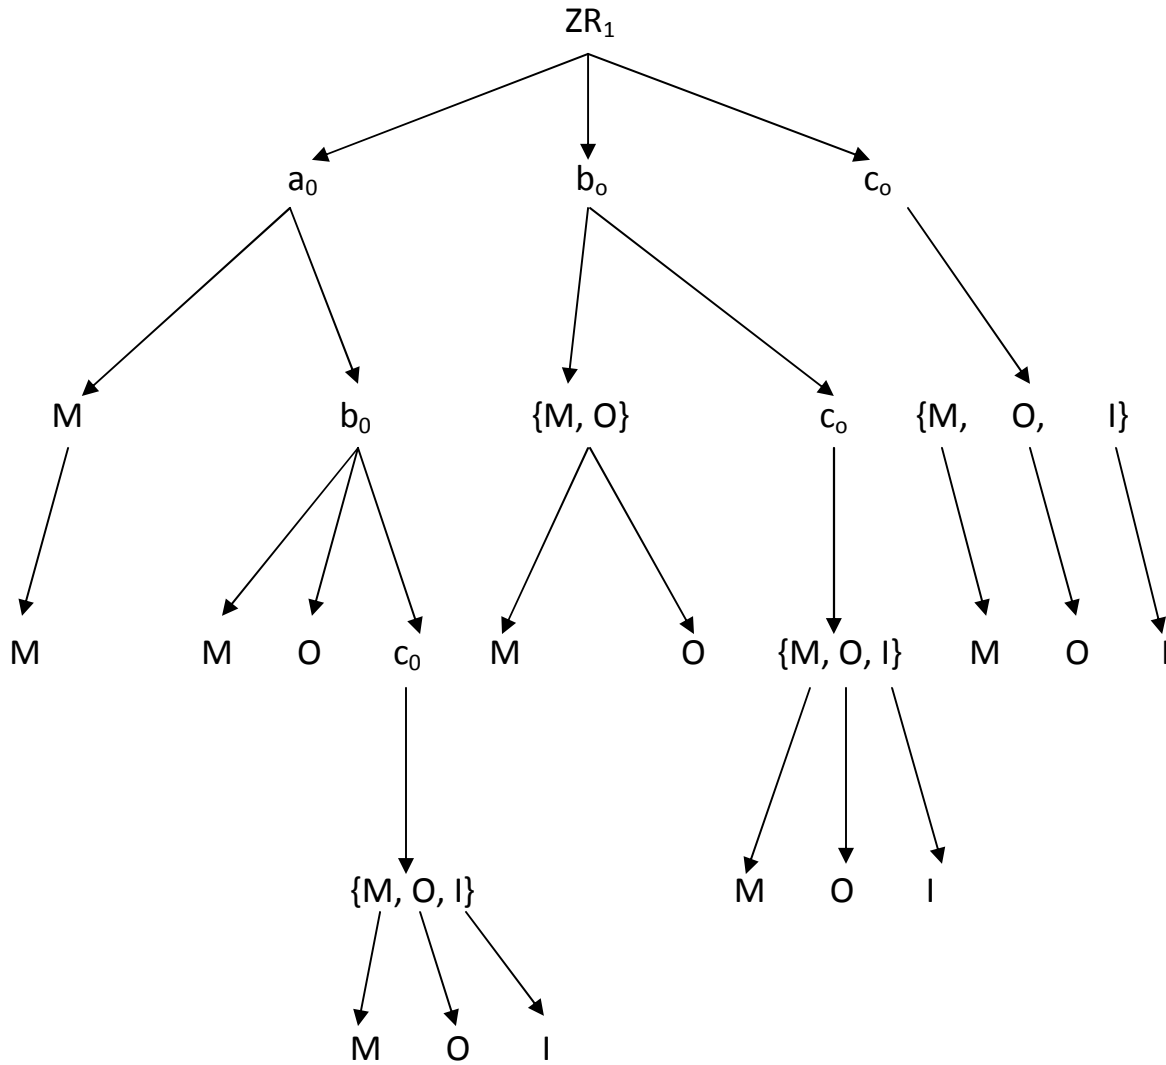 ZR₁
a₀ bₒ cₒ
M b₀ {M, O} cₒ {M, O, I}
M M O c₀ M O {M, O, I} M O I
{M, O, I} M O I
M O I